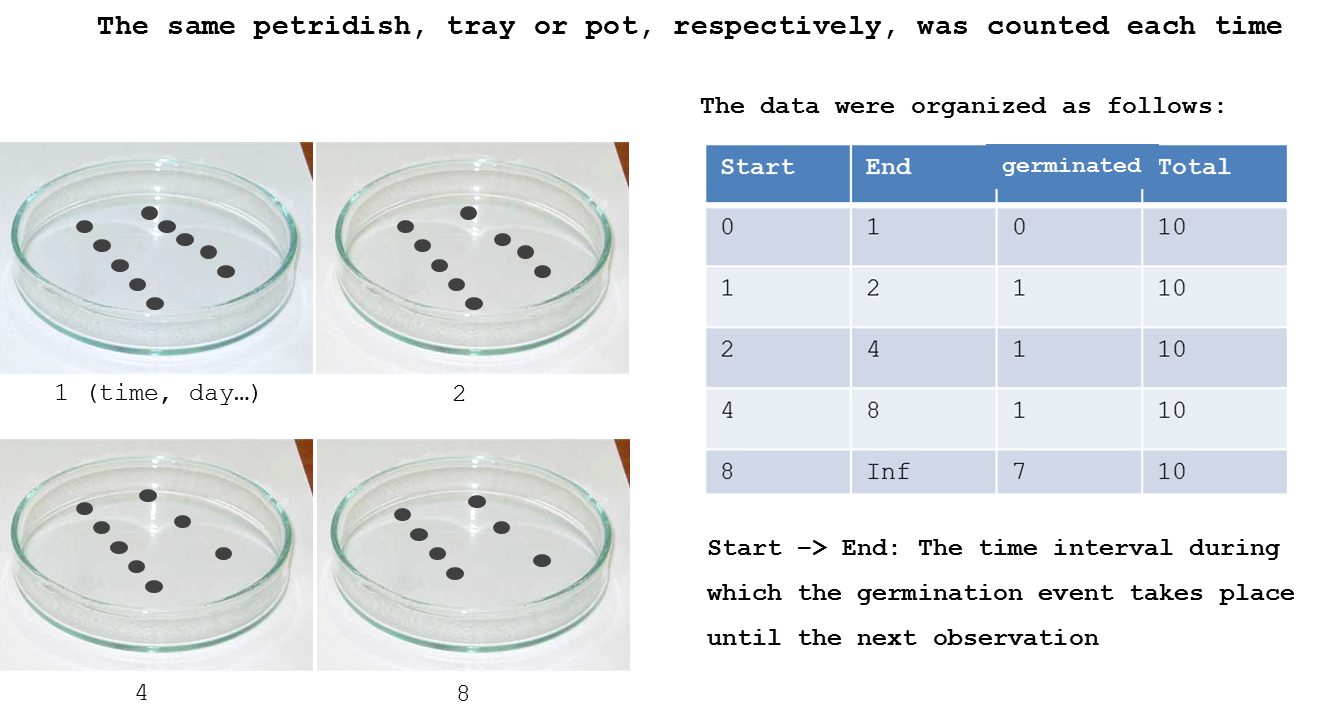 The same petridish, tray or pot, respectively, was counted each time
The data were organized as follows:
Start End germinated Total
0 1 0 10
1 2 1 10
2 4 1 10
4 8 1 10
8 Inf 7 10
1 (time, day…)
2
4
8
Start –> End: The time interval during
which the germination event takes place
until the next observation